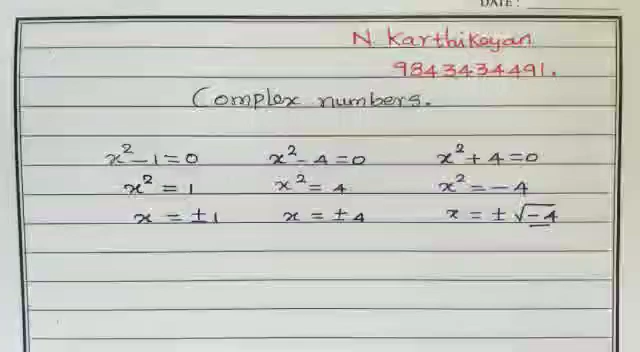 DATE :
N. Karthikeyan
9843434491.
Complex numbers.
x² - 1 = 0 x² - 4 = 0 x² + 4 = 0
x² = 1 x² = 4 x² = - 4
x = ± 1 x = ± 4 x = ± √-4